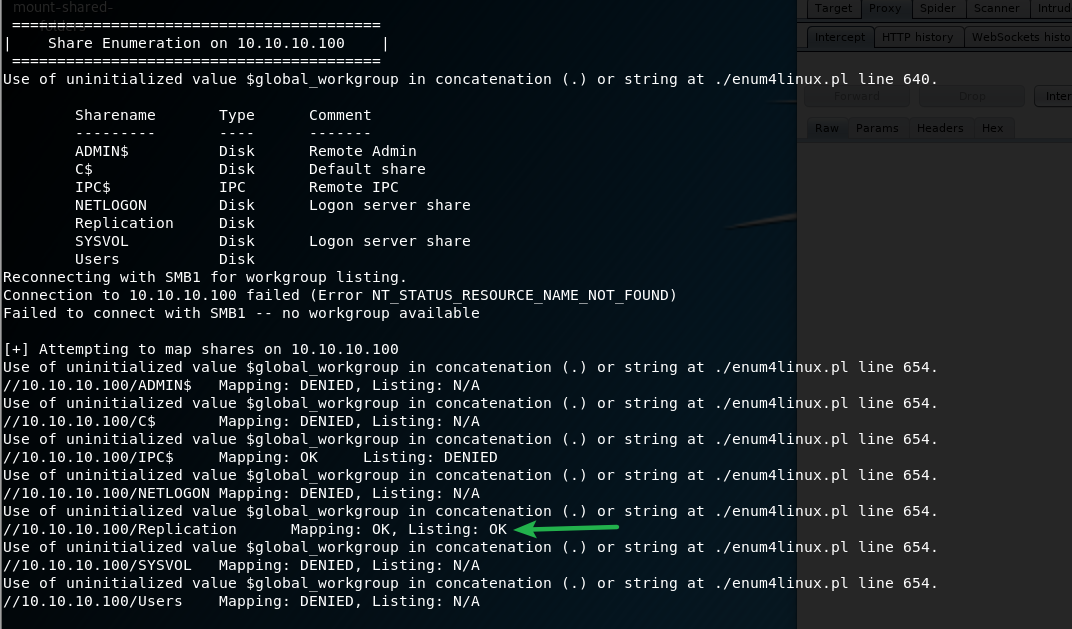 mount-shared-
folders
========================================
|    Share Enumeration on 10.10.10.100    |
========================================
Use of uninitialized value $global_workgroup in concatenation (.) or string at ./enum4linux.pl line 640.
Sharename       Type      Comment
---------       ----      -------
ADMIN$          Disk      Remote Admin
C$              Disk      Default share
IPC$            IPC       Remote IPC
NETLOGON        Disk      Logon server share
Replication     Disk
SYSVOL          Disk      Logon server share
Users           Disk
Reconnecting with SMB1 for workgroup listing.
Connection to 10.10.10.100 failed (Error NT_STATUS_RESOURCE_NAME_NOT_FOUND)
Failed to connect with SMB1 -- no workgroup available
[+] Attempting to map shares on 10.10.10.100
Use of uninitialized value $global_workgroup in concatenation (.) or string at ./enum4linux.pl line 654.
//10.10.10.100/ADMIN$   Mapping: DENIED, Listing: N/A
Use of uninitialized value $global_workgroup in concatenation (.) or string at ./enum4linux.pl line 654.
//10.10.10.100/C$       Mapping: DENIED, Listing: N/A
Use of uninitialized value $global_workgroup in concatenation (.) or string at ./enum4linux.pl line 654.
//10.10.10.100/IPC$     Mapping: OK     Listing: DENIED
Use of uninitialized value $global_workgroup in concatenation (.) or string at ./enum4linux.pl line 654.
//10.10.10.100/NETLOGON Mapping: DENIED, Listing: N/A
Use of uninitialized value $global_workgroup in concatenation (.) or string at ./enum4linux.pl line 654.
//10.10.10.100/Replication      Mapping: OK, Listing: OK
Use of uninitialized value $global_workgroup in concatenation (.) or string at ./enum4linux.pl line 654.
//10.10.10.100/SYSVOL   Mapping: DENIED, Listing: N/A
Use of uninitialized value $global_workgroup in concatenation (.) or string at ./enum4linux.pl line 654.
//10.10.10.100/Users    Mapping: DENIED, Listing: N/A
Target Proxy Spider Scanner Intrud
Intercept HTTP history WebSockets histo
Forward Drop Inter
Raw Params Headers Hex